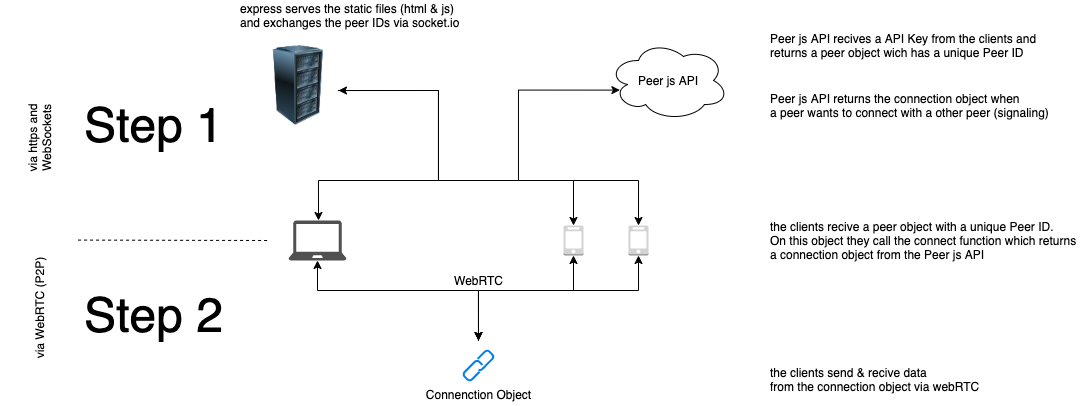 express serves the static files (html & js)
and exchanges the peer IDs via socket.io
Peer js API recives a API Key from the clients and
returns a peer object wich has a unique Peer ID
Peer js API
Peer js API returns the connection object when
a peer wants to connect with a other peer (signaling)
via https and
WebSockets
Step 1
the clients recive a peer object with a unique Peer ID.
On this object they call the connect function which returns
a connection object from the Peer js API
via WebRTC (P2P)
Step 2
WebRTC
Connenction Object
the clients send & recive data
from the connection object via webRTC